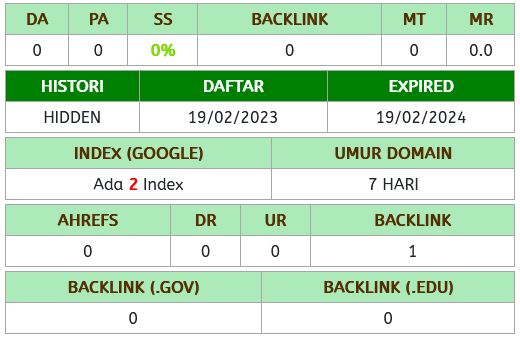 DA PA SS BACKLINK MT MR
0 0 0% 0 0 0.0
HISTORI DAFTAR EXPIRED
HIDDEN 19/02/2023 19/02/2024
INDEX (GOOGLE) UMUR DOMAIN
Ada 2 Index 7 HARI
AHREFS DR UR BACKLINK
0 0 0 1
BACKLINK (.GOV) BACKLINK (.EDU)
0 0